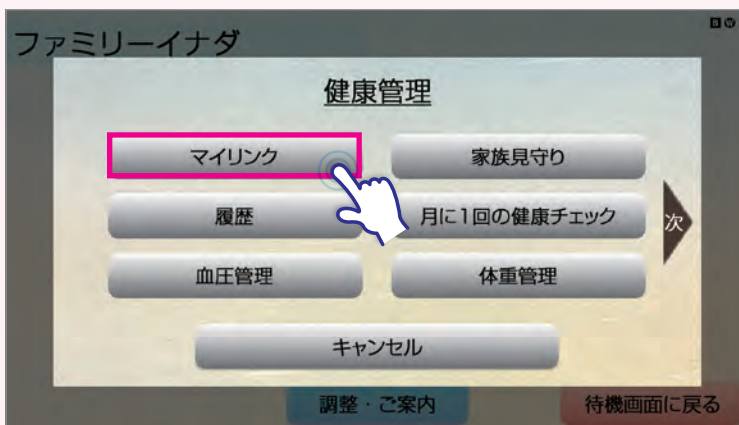 ファミリーイナダ
B W
健康管理
マイリンク
家族見守り
履歴
月に1回の健康チェック
次
血圧管理
体重管理
キャンセル
調整・ご案内
待機画面に戻る